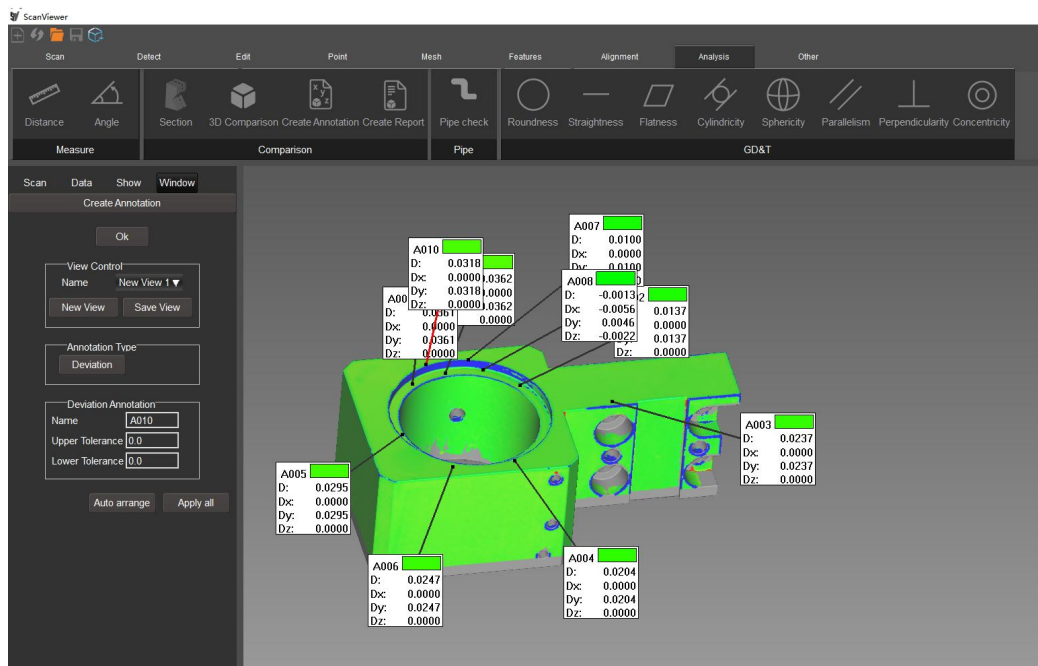 ScanViewer
Scan Detect Edit Point Mesh Features Alignment Analysis Other
Distance Angle Section 3D Comparison Create Annotation Create Report Pipe check Roundness Straightness Flatness Cylindricity Sphericity Parallelism Perpendicularity Concentricity
Measure Comparison Pipe GD&T
Scan Data Show Window
Create Annotation
Ok
View Control
Name New View 1
New View Save View
Annotation Type
Deviation
Deviation Annotation
Name A010
Upper Tolerance 0.0
Lower Tolerance 0.0
Auto arrange Apply all
A007
D: 0.0100
Dx: 0.0000
Dy: 0.0100
A010
D: 0.0318
Dx: 0.0000
Dy: 0.0318
Dz: 0.0000
0.0000
A008
D: -0.0013
Dx: -0.0056
Dy: 0.0046
Dz: -0.0022
0.0137
0.0000
0.0137
Dz: 0.0000
D: 0.0361
Dx: 0.0000
Dy: 0.0361
Dz: 0.0000
A003
D: 0.0237
Dx: 0.0000
Dy: 0.0237
Dz: 0.0000
A005
D: 0.0295
Dx: 0.0000
Dy: 0.0295
Dz: 0.0000
A006
D: 0.0247
Dx: 0.0000
Dy: 0.0247
Dz: 0.0000
A004
D: 0.0204
Dx: 0.0000
Dy: 0.0204
Dz: 0.0000